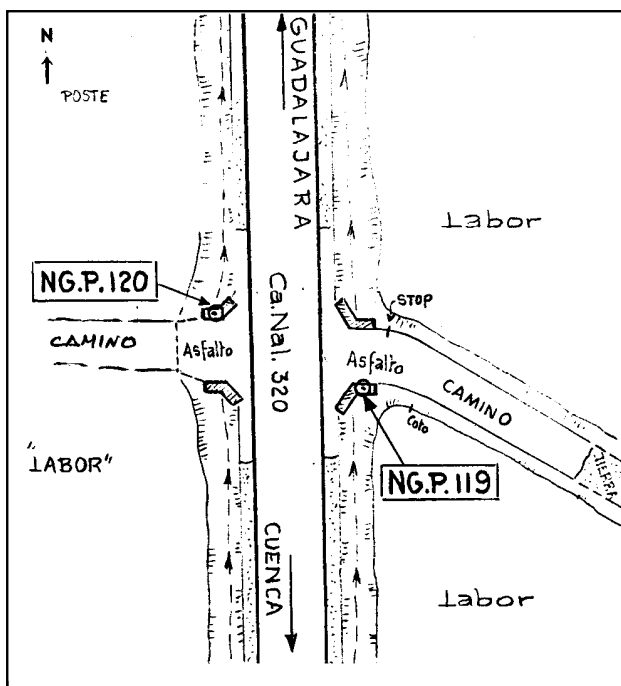 N
POSTE
GUADALAJARA
Labor
NG.P.120
STOP
CAMINO
Asfalto
Ca.Nal. 320
Asfalto
CAMINO
Coto
TIERRA
"LABOR"
NG.P.119
CUENCA
Labor